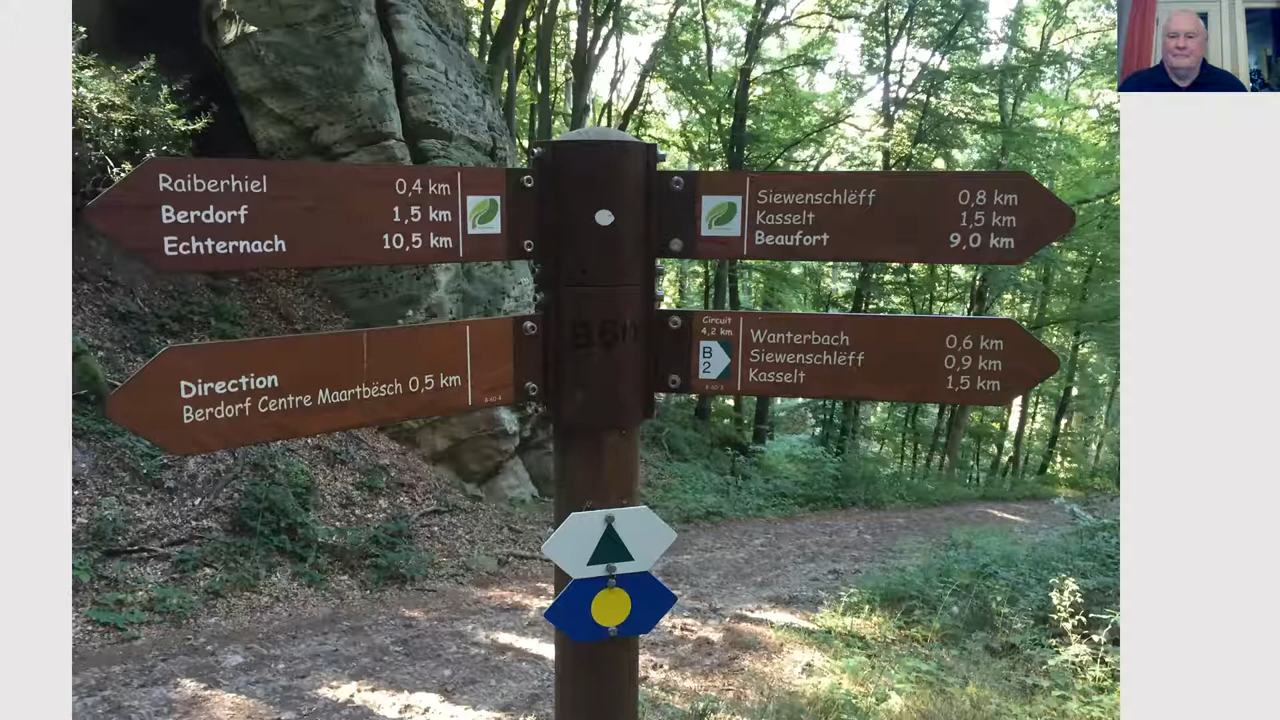 Raiberhiel 0,4 km
Berdorf 1,5 km
Echternach 10,5 km
Siewenschlëff 0,8 km
Kasselt 1,5 km
Beaufort 9,0 km
Direction
Berdorf Centre Maartbësch 0,5 km
Circuit
4,2 km
B
2
Wanterbach 0,6 km
Siewenschlëff 0,9 km
Kasselt 1,5 km